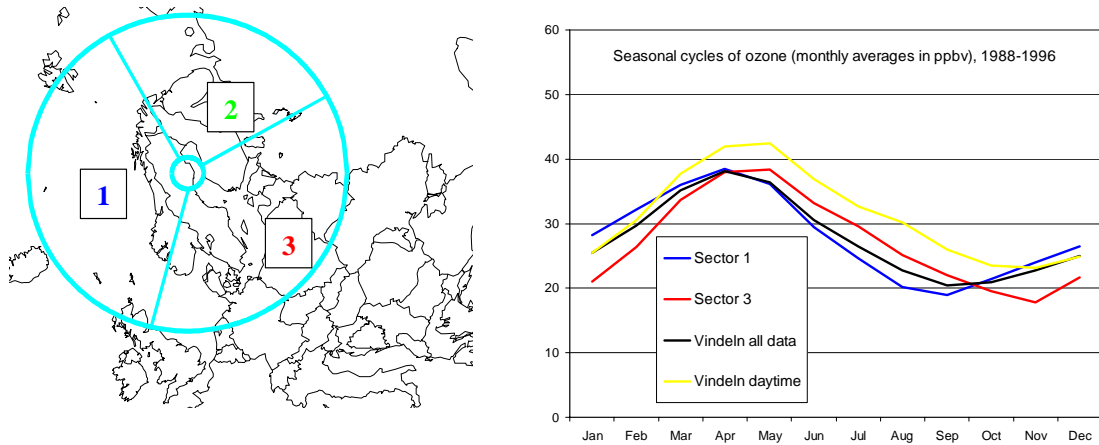 1
2
3
Seasonal cycles of ozone (monthly averages in ppbv), 1988-1996
60
50
40
30
20
10
0
Sector 1
Sector 3
Vindeln all data
Vindeln daytime
Jan Feb Mar Apr May Jun Jul Aug Sep Oct Nov Dec